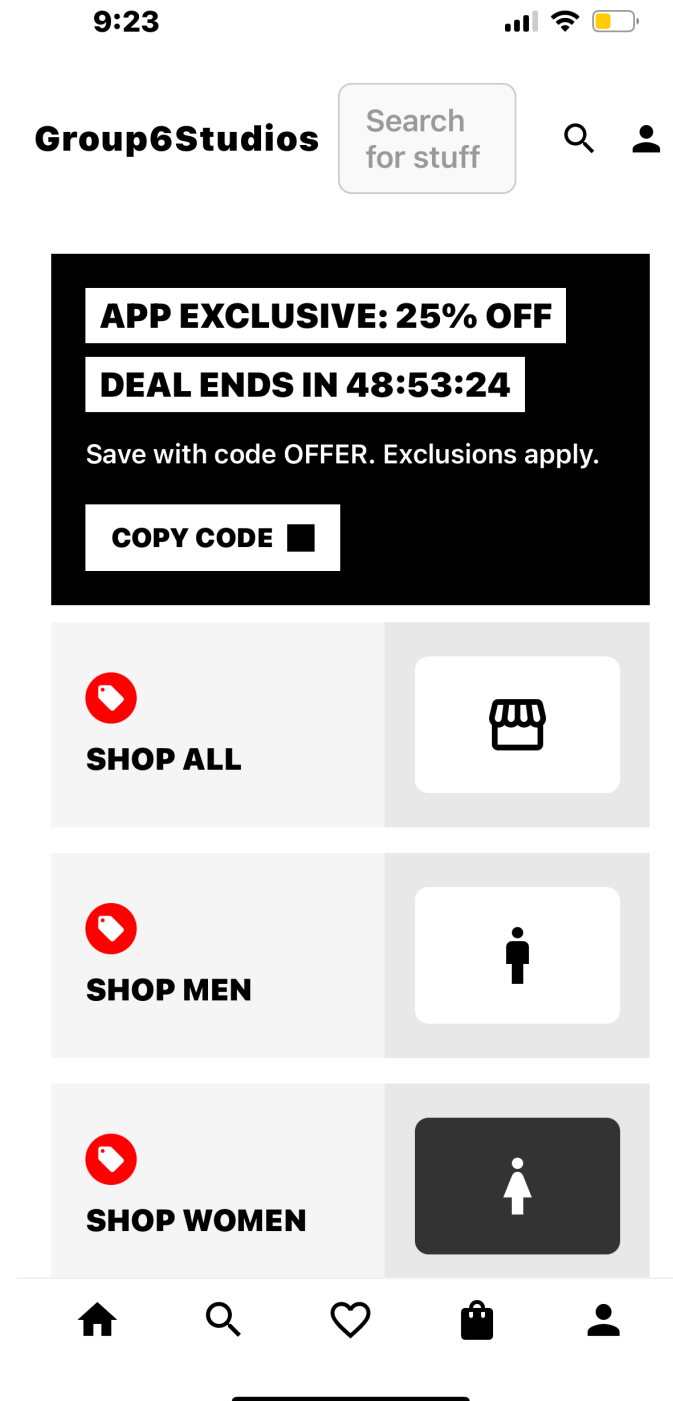 9:23
Group6Studios
Search
for stuff
APP EXCLUSIVE: 25% OFF
DEAL ENDS IN 48:53:24
Save with code OFFER. Exclusions apply.
COPY CODE
SHOP ALL
SHOP MEN
SHOP WOMEN